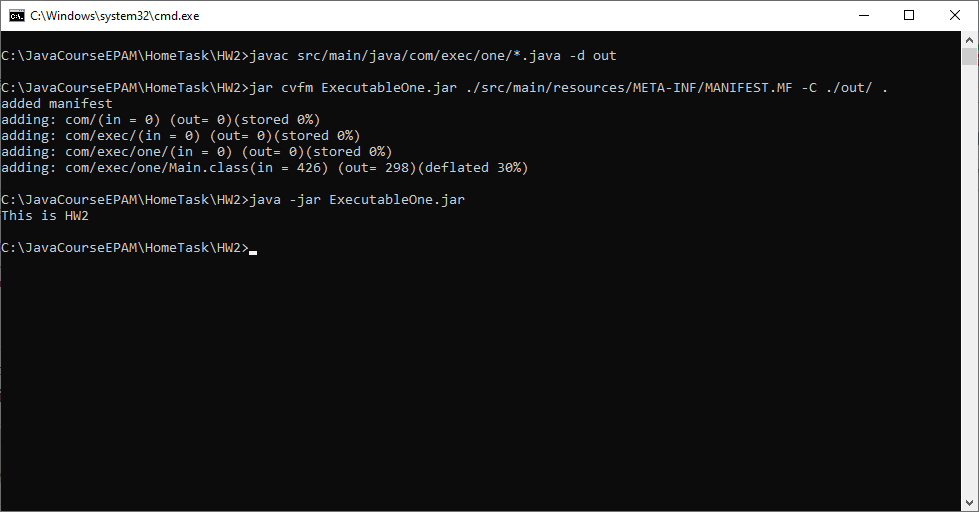 C:\Windows\system32\cmd.exe
C:\JavaCourseEPAM\HomeTask\HW2>javac src/main/java/com/exec/one/*.java -d out
C:\JavaCourseEPAM\HomeTask\HW2>jar cvfm ExecutableOne.jar ./src/main/resources/META-INF/MANIFEST.MF -C ./out/ .
added manifest
adding: com/(in = 0) (out= 0)(stored 0%)
adding: com/exec/(in = 0) (out= 0)(stored 0%)
adding: com/exec/one/(in = 0) (out= 0)(stored 0%)
adding: com/exec/one/Main.class(in = 426) (out= 298)(deflated 30%)
C:\JavaCourseEPAM\HomeTask\HW2>java -jar ExecutableOne.jar
This is HW2
C:\JavaCourseEPAM\HomeTask\HW2>